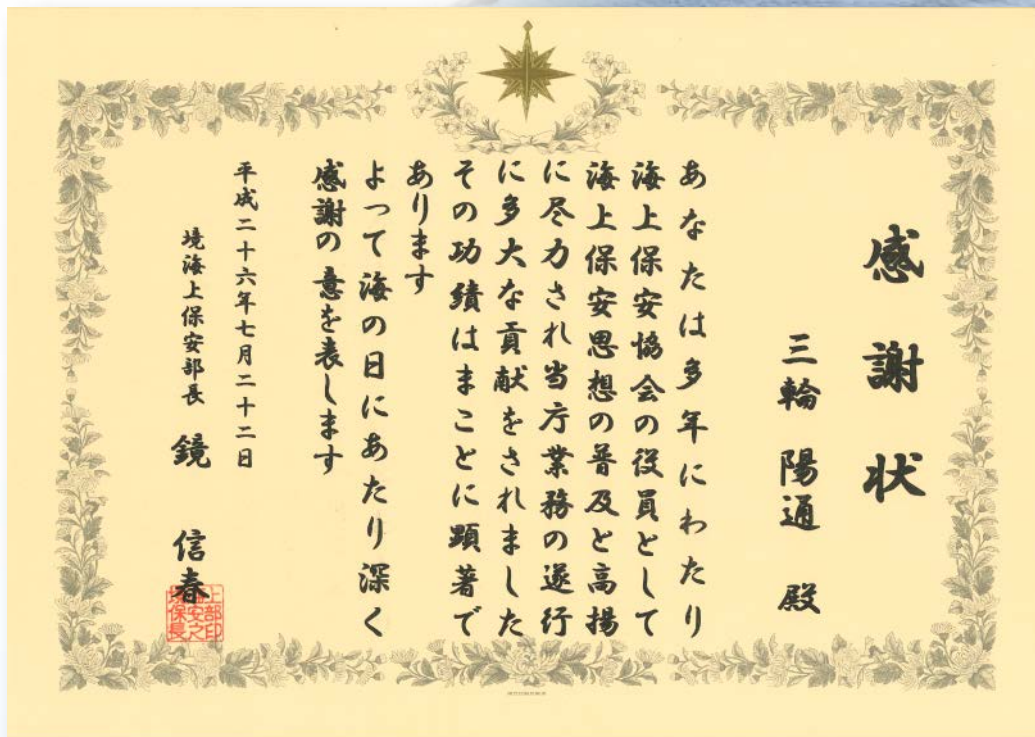 感謝状
三輪陽通 殿
あなたは多年にわたり
海上保安協会の役員として
海上保安思想の普及と高揚
に尽力され当庁業務の遂行
に多大な貢献をされました
その功績はまことに顕著で
あります
よって海の日にあたり深く
感謝の意を表します
平成二十六年七月二十二日
境海上保安部長 鏡 信春